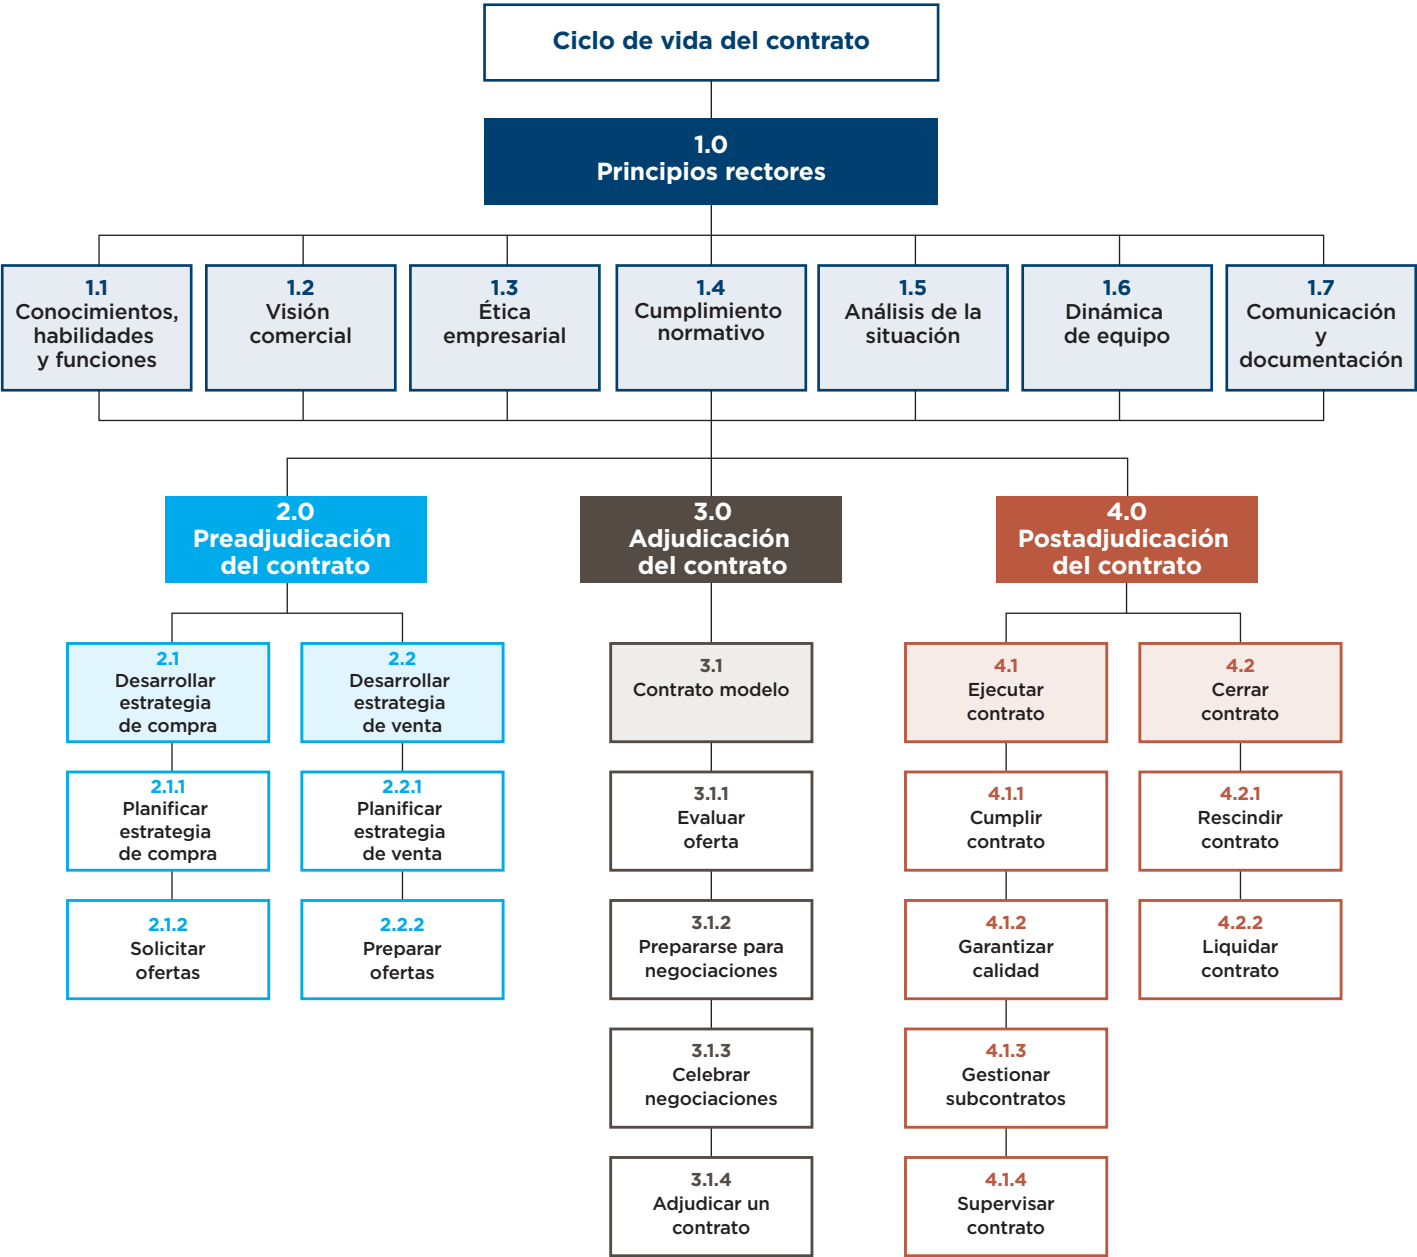 Ciclo de vida del contrato
1.0
Principios rectores
1.1
Conocimientos,
habilidades
y funciones
1.2
Visión
comercial
1.3
Ética
empresarial
1.4
Cumplimiento
normativo
1.5
Análisis de la
situación
1.6
Dinámica
de equipo
1.7
Comunicación
y
documentación
2.0
Preadjudicación
del contrato
3.0
Adjudicación
del contrato
4.0
Postadjudicación
del contrato
2.1
Desarrollar
estrategia
de compra
2.2
Desarrollar
estrategia
de venta
3.1
Contrato modelo
4.1
Ejecutar
contrato
4.2
Cerrar
contrato
2.1.1
Planificar
estrategia
de compra
2.2.1
Planificar
estrategia
de venta
3.1.1
Evaluar
oferta
4.1.1
Cumplir
contrato
4.2.1
Rescindir
contrato
2.1.2
Solicitar
ofertas
2.2.2
Preparar
ofertas
3.1.2
Prepararse para
negociaciones
4.1.2
Garantizar
calidad
4.2.2
Liquidar
contrato
3.1.3
Celebrar
negociaciones
4.1.3
Gestionar
subcontratos
3.1.4
Adjudicar un
contrato
4.1.4
Supervisar
contrato